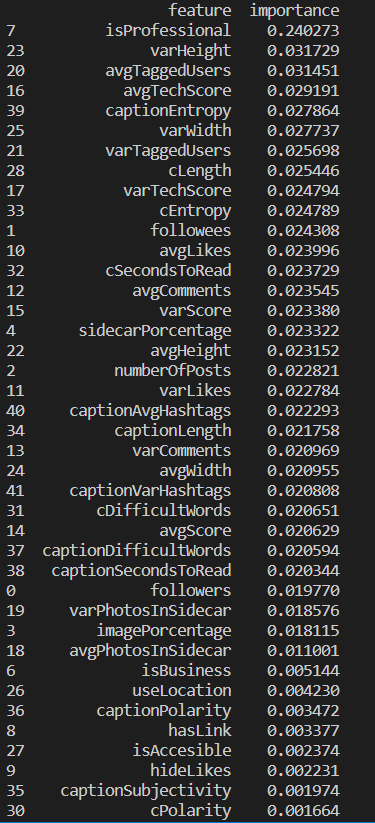 feature importance
7 isProfessional 0.240273
23 varHeight 0.031729
20 avgTaggedUsers 0.031451
16 avgTechScore 0.029191
39 captionEntropy 0.027864
25 varWidth 0.027737
21 varTaggedUsers 0.025698
28 cLength 0.025446
17 varTechScore 0.024794
33 cEntropy 0.024789
1 followees 0.024308
10 avgLikes 0.023996
32 cSecondsToRead 0.023729
12 avgComments 0.023545
15 varScore 0.023380
4 sidecarPorcentage 0.023322
22 avgHeight 0.023152
2 numberOfPosts 0.022821
11 varLikes 0.022784
40 captionAvgHashtags 0.022293
34 captionLength 0.021758
13 varComments 0.020969
24 avgWidth 0.020955
41 captionVarHashtags 0.020808
31 cDifficultWords 0.020651
14 avgScore 0.020629
37 captionDifficultWords 0.020594
38 captionSecondsToRead 0.020344
0 followers 0.019770
19 varPhotosInSidecar 0.018576
3 imagePorcentage 0.018115
18 avgPhotosInSidecar 0.011001
6 isBusiness 0.005144
26 useLocation 0.004230
36 captionPolarity 0.003472
8 hasLink 0.003377
27 isAccesible 0.002374
9 hideLikes 0.002231
35 captionSubjectivity 0.001974
30 cPolarity 0.001664